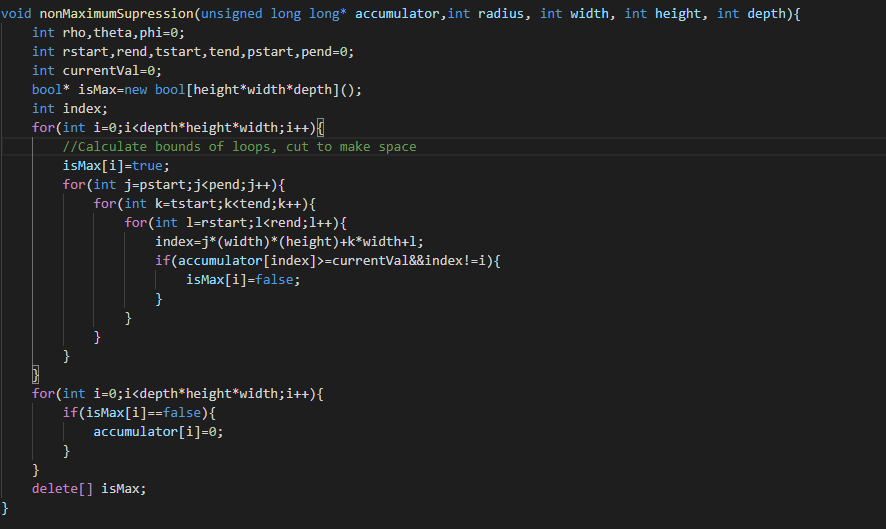 void nonMaximumSupression(unsigned long long* accumulator,int radius, int width, int height, int depth){
    int rho,theta,phi=0;
    int rstart,rend,tstart,tend,pstart,pend=0;
    int currentVal=0;
    bool* isMax=new bool[height*width*depth]();
    int index;
    for(int i=0;i<depth*height*width;i++){
        //Calculate bounds of loops, cut to make space
        isMax[i]=true;
        for(int j=pstart;j<pend;j++){
            for(int k=tstart;k<tend;k++){
                for(int l=rstart;l<rend;l++){
                    index=j*(width)*(height)+k*width+l;
                    if(accumulator[index]>=currentVal&&index!=i){
                        isMax[i]=false;
                    }
                }
            }
        }
    }
    for(int i=0;i<depth*height*width;i++){
        if(isMax[i]==false){
            accumulator[i]=0;
        }
    }
    delete[] isMax;
}